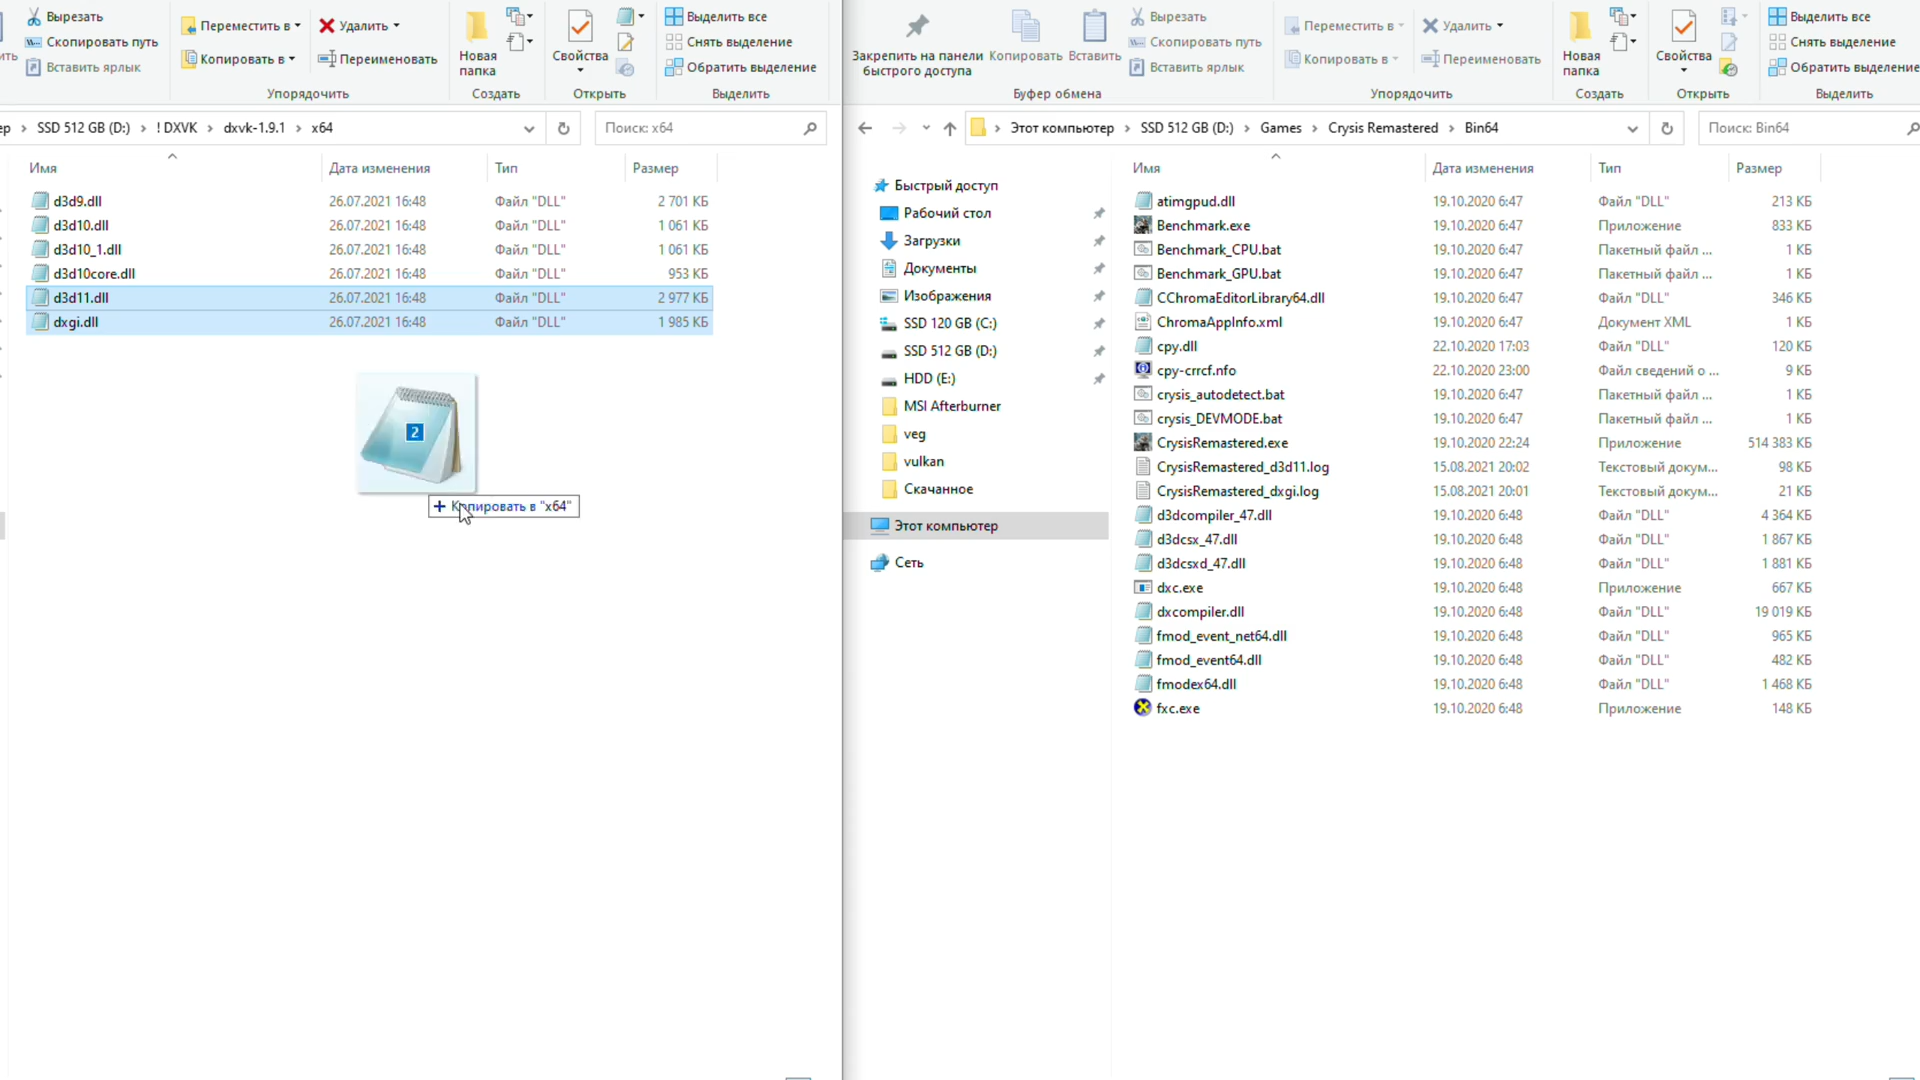 Вырезать
Скопировать путь
Вставить ярлык
Переместить в
Копировать в
Удалить
Переименовать
Упорядочить
Новая
папка
Создать
Свойства
Открыть
Выделить все
Снять выделение
Обратить выделение
Выделить
ер › SSD 512 GB (D:) › ! DXVK › dxvk-1.9.1 › x64
Поиск: x64
Имя Дата изменения Тип Размер
d3d9.dll 26.07.2021 16:48 Файл "DLL" 2 701 КБ
d3d10.dll 26.07.2021 16:48 Файл "DLL" 1 061 КБ
d3d10_1.dll 26.07.2021 16:48 Файл "DLL" 1 061 КБ
d3d10core.dll 26.07.2021 16:48 Файл "DLL" 953 КБ
d3d11.dll 26.07.2021 16:48 Файл "DLL" 2 977 КБ
dxgi.dll 26.07.2021 16:48 Файл "DLL" 1 985 КБ
2
+ Копировать в "x64"
Закрепить на панели
быстрого доступа
Копировать
Вставить
Вырезать
Скопировать путь
Вставить ярлык
Буфер обмена
Переместить в
Копировать в
Удалить
Переименовать
Упорядочить
Новая
папка
Создать
Свойства
Открыть
Выделить все
Снять выделение
Обратить выделение
Выделить
Этот компьютер › SSD 512 GB (D:) › Games › Crysis Remastered › Bin64
Поиск: Bin64
Быстрый доступ
Рабочий стол
Загрузки
Документы
Изображения
SSD 120 GB (C:)
SSD 512 GB (D:)
HDD (E:)
MSI Afterburner
veg
vulkan
Скачанное
Этот компьютер
Сеть
Имя Дата изменения Тип Размер
atimgpud.dll 19.10.2020 6:47 Файл "DLL" 213 КБ
Benchmark.exe 19.10.2020 6:47 Приложение 833 КБ
Benchmark_CPU.bat 19.10.2020 6:47 Пакетный файл ... 1 КБ
Benchmark_GPU.bat 19.10.2020 6:47 Пакетный файл ... 1 КБ
CChromaEditorLibrary64.dll 19.10.2020 6:47 Файл "DLL" 346 КБ
ChromaAppInfo.xml 19.10.2020 6:47 Документ XML 1 КБ
cpy.dll 22.10.2020 17:03 Файл "DLL" 120 КБ
cpy-crrcf.nfo 22.10.2020 23:00 Файл сведений о ... 9 КБ
crysis_autodetect.bat 19.10.2020 6:47 Пакетный файл ... 1 КБ
crysis_DEVMODE.bat 19.10.2020 6:47 Пакетный файл ... 1 КБ
CrysisRemastered.exe 19.10.2020 22:24 Приложение 514 383 КБ
CrysisRemastered_d3d11.log 15.08.2021 20:02 Текстовый докум... 98 КБ
CrysisRemastered_dxgi.log 15.08.2021 20:01 Текстовый докум... 21 КБ
d3dcompiler_47.dll 19.10.2020 6:48 Файл "DLL" 4 364 КБ
d3dcsx_47.dll 19.10.2020 6:48 Файл "DLL" 1 867 КБ
d3dcsxd_47.dll 19.10.2020 6:48 Файл "DLL" 1 881 КБ
dxc.exe 19.10.2020 6:48 Приложение 667 КБ
dxcompiler.dll 19.10.2020 6:48 Файл "DLL" 19 019 КБ
fmod_event_net64.dll 19.10.2020 6:48 Файл "DLL" 965 КБ
fmod_event64.dll 19.10.2020 6:48 Файл "DLL" 482 КБ
fmodex64.dll 19.10.2020 6:48 Файл "DLL" 1 468 КБ
fxc.exe 19.10.2020 6:48 Приложение 148 КБ